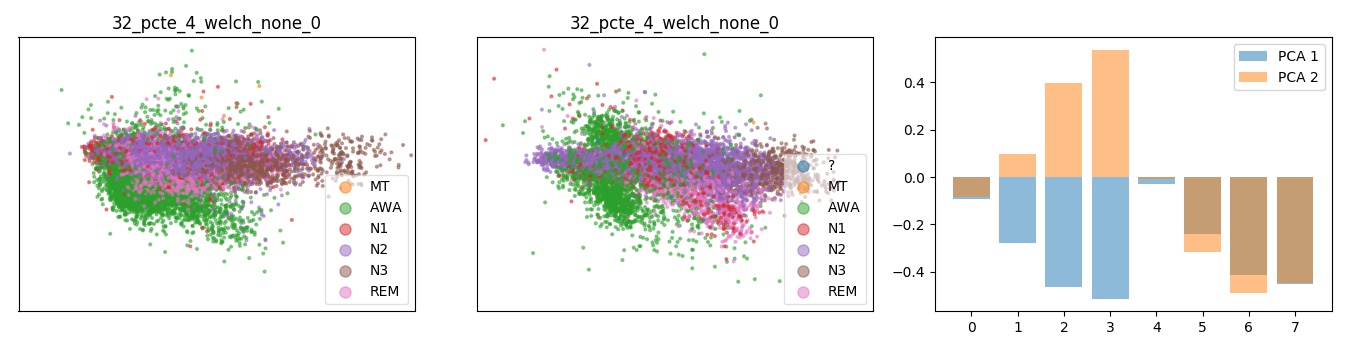 32_pcte_4_welch_none_0
MT
AWA
N1
N2
N3
REM
32_pcte_4_welch_none_0
?
MT
AWA
N1
N2
N3
REM
PCA 1
PCA 2
0.4
0.2
0.0
−0.2
−0.4
0 1 2 3 4 5 6 7